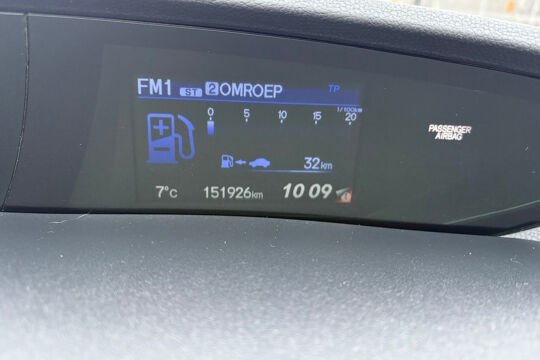 FM1 ST 2 OMROEP TP
l/100km
0 5 10 15 20
32km
7°C 151926km 10 09
PASSENGER
AIRBAG